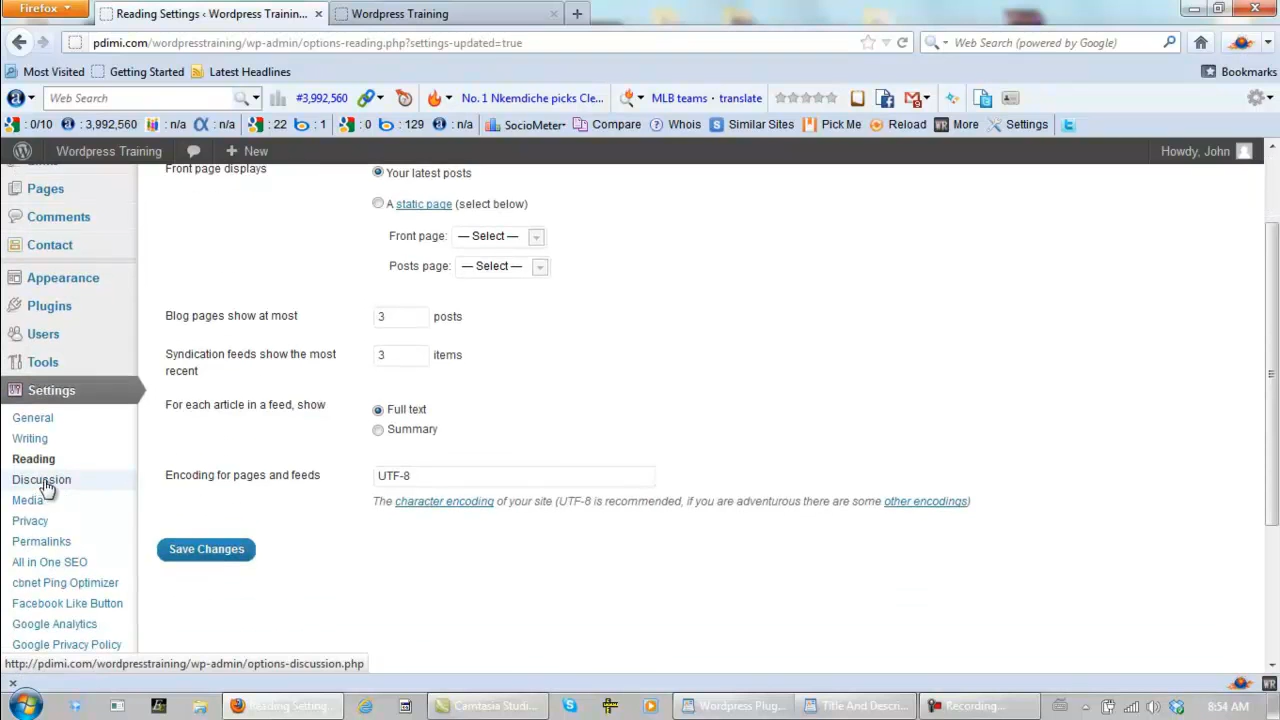 Firefox
Reading Settings ‹ Wordpress Trainin... ×
Wordpress Training ×
pdimi.com/wordpresstraining/wp-admin/options-reading.php?settings-updated=true
Web Search (powered by Google)
Most Visited Getting Started Latest Headlines Bookmarks
Web Search #3,992,560 No. 1 Nkemdiche picks Cle... MLB teams · translate
: 0/10 : 3,992,560 : n/a : n/a : 22 : 1 : 0 : 129 : n/a SocioMeter Compare Whois Similar Sites Pick Me Reload More Settings
Wordpress Training + New Howdy, John
Pages
Comments
Contact
Appearance
Plugins
Users
Tools
Settings
General
Writing
Reading
Discussion
Media
Privacy
Permalinks
All in One SEO
cbnet Ping Optimizer
Facebook Like Button
Google Analytics
Google Privacy Policy
Front page displays Your latest posts
A static page (select below)
Front page: — Select —
Posts page: — Select —
Blog pages show at most 3 posts
Syndication feeds show the most recent 3 items
For each article in a feed, show Full text
Summary
Encoding for pages and feeds UTF-8
The character encoding of your site (UTF-8 is recommended, if you are adventurous there are some other encodings)
Save Changes
http://pdimi.com/wordpresstraining/wp-admin/options-discussion.php
Reading Setting... Camtasia Studi... Wordpress Plug... Title And Descri... Recording... 8:54 AM